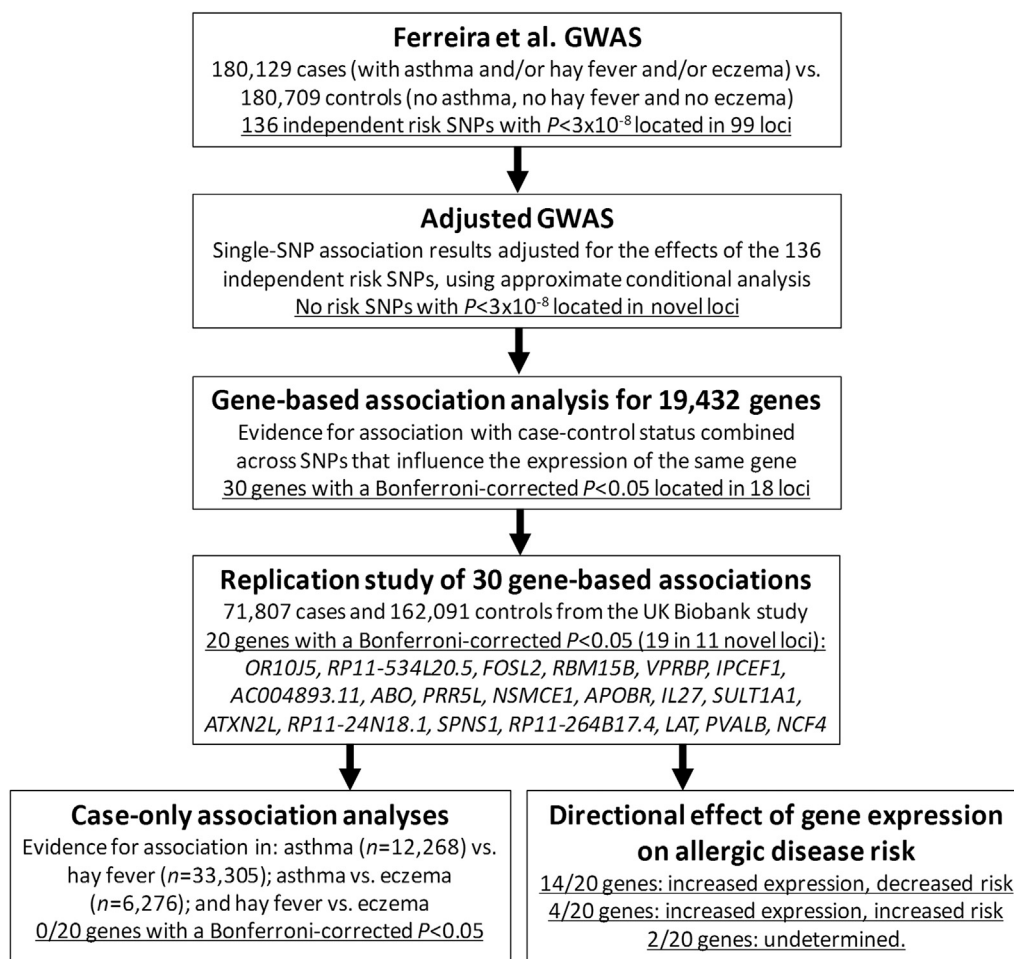 Ferreira et al. GWAS
180,129 cases (with asthma and/or hay fever and/or eczema) vs.
180,709 controls (no asthma, no hay fever and no eczema)
136 independent risk SNPs with P<3x10⁻⁸ located in 99 loci
Adjusted GWAS
Single-SNP association results adjusted for the effects of the 136
independent risk SNPs, using approximate conditional analysis
No risk SNPs with P<3x10⁻⁸ located in novel loci
Gene-based association analysis for 19,432 genes
Evidence for association with case-control status combined
across SNPs that influence the expression of the same gene
30 genes with a Bonferroni-corrected P<0.05 located in 18 loci
Replication study of 30 gene-based associations
71,807 cases and 162,091 controls from the UK Biobank study
20 genes with a Bonferroni-corrected P<0.05 (19 in 11 novel loci):
OR10J5, RP11-534L20.5, FOSL2, RBM15B, VPRBP, IPCEF1,
AC004893.11, ABO, PRR5L, NSMCE1, APOBR, IL27, SULT1A1,
ATXN2L, RP11-24N18.1, SPNS1, RP11-264B17.4, LAT, PVALB, NCF4
Case-only association analyses
Evidence for association in: asthma (n=12,268) vs.
hay fever (n=33,305); asthma vs. eczema
(n=6,276); and hay fever vs. eczema
0/20 genes with a Bonferroni-corrected P<0.05
Directional effect of gene expression
on allergic disease risk
14/20 genes: increased expression, decreased risk
4/20 genes: increased expression, increased risk
2/20 genes: undetermined.